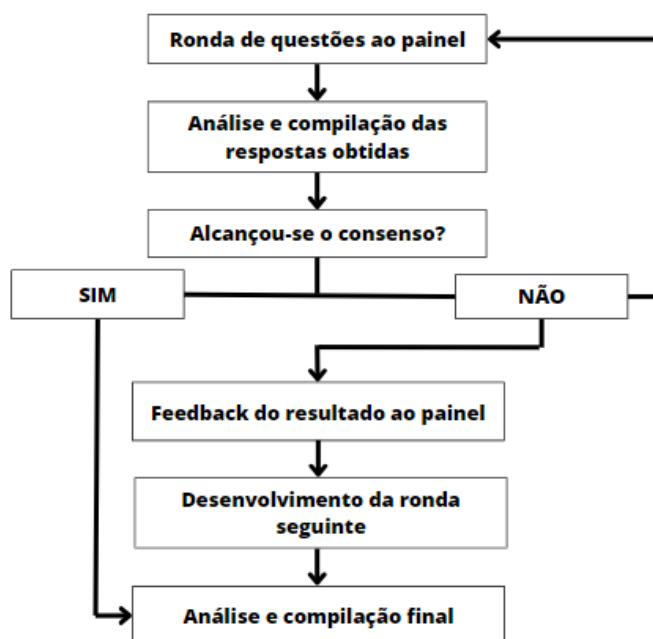 Ronda de questões ao painel
Análise e compilação das
respostas obtidas
Alcançou-se o consenso?
SIM
NÃO
Feedback do resultado ao painel
Desenvolvimento da ronda
seguinte
Análise e compilação final